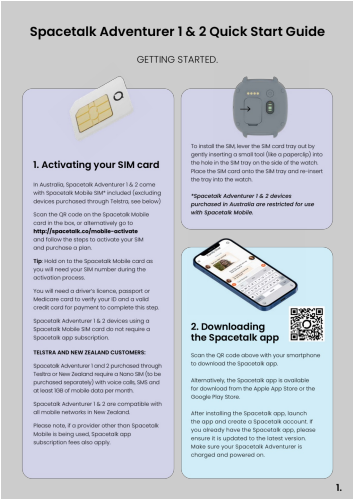 Spacetalk Adventurer 1 & 2 Quick Start Guide
GETTING STARTED.
1. Activating your SIM card
In Australia, Spacetalk Adventurer 1 & 2 came
with Spacetalk Mobile SIM* included (excluding
devices purchased through Telstra, see below)
Scan the QR code on the Spacetalk Mobile
card in the box, or alternatively go to
http://spacetalk.co/mobile-activate
and follow the steps to activate your SIM
and purchase a plan.
Tip: Hold on to the Spacetalk Mobile card as
you will need your SIM number during the
activation process.
You will need a driver's licence, passport or
Medicare card to verify your ID and a valid
credit card for payment to complete this step.
Spacetalk Adventurer 1 & 2 devices using a
Spacetalk Mobile SIM card do not require a
Spacetalk app subscription.
TELSTRA AND NEW ZEALAND CUSTOMERS:
Spacetalk Adventurer 1 and 2 purchased through
Telstra or New Zealand require a Nano SIM (to be
purchased separately) with voice calls, SMS and
at least 1GB of mobile data per month.
Spacetalk Adventurer 1 & 2 are compatible with
all mobile networks in New Zealand.
Please note, if a provider other than Spacetalk
Mobile is being used, Spacetalk app
subscription fees also apply.
To install the SIM, lever the SIM card tray out by
gently inserting a small tool (like a paperclip) into
the hole in the SIM tray on the side of the watch.
Place the SIM card onto the SIM tray and re-insert
the tray into the watch.
*Spacetalk Adventurer 1 & 2 devices
purchased in Australia are restricted for use
with Spacetalk Mobile.
2. Downloading
the Spacetalk app
Scan the QR code above with your smartphone
to download the Spacetalk app.
Alternatively, the Spacetalk app is available
for download from the Apple App Store or the
Google Play Store.
After installing the Spacetalk app, launch
the app and create a Spacetalk account. If
you already have the Spacetalk app, please
ensure it is updated to the latest version.
Make sure your Spacetalk Adventurer is
charged and powered on.
1.